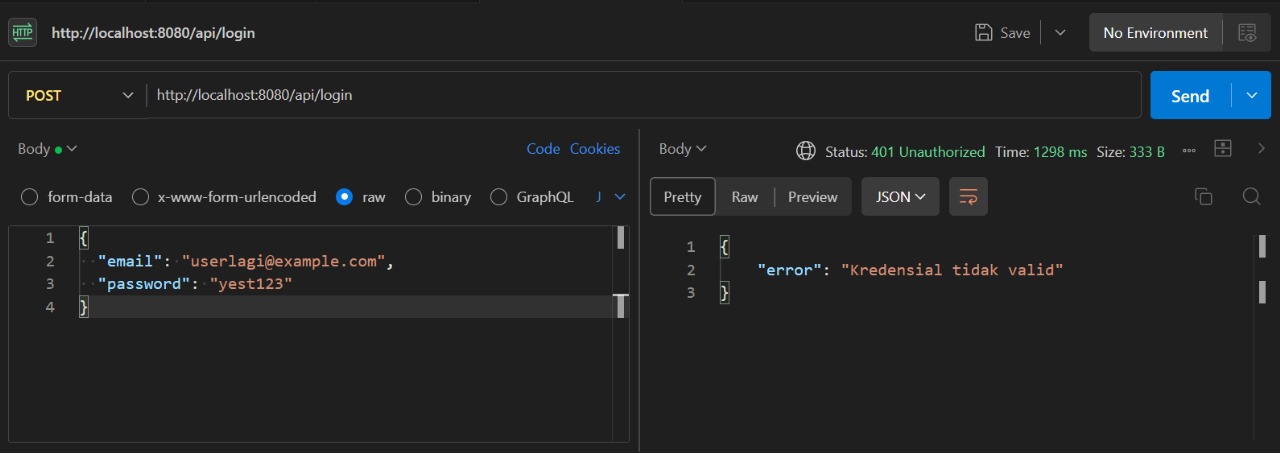 HTTP http://localhost:8080/api/login Save No Environment
POST http://localhost:8080/api/login Send
Body Code Cookies
form-data x-www-form-urlencoded raw binary GraphQL J
1 {
2 "email": "userlagi@example.com",
3 "password": "yest123"
4 }
Body Status: 401 Unauthorized Time: 1298 ms Size: 333 B
Pretty Raw Preview JSON
1 {
2 "error": "Kredensial tidak valid"
3 }